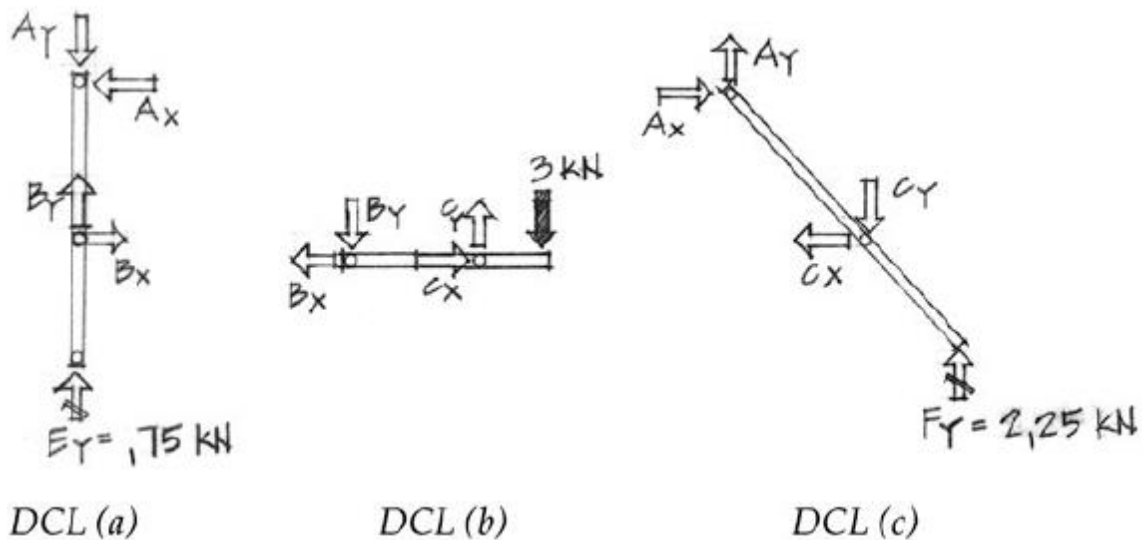 AY
AX
BY
BX
EY = ,75 KN
DCL (a)
BY
CY
3 KN
BX
CX
DCL (b)
AY
AX
CY
CX
FY = 2,25 KN
DCL (c)